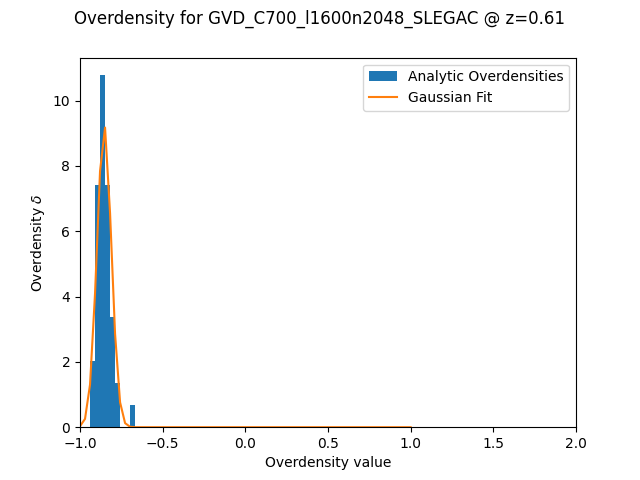 Overdensity for GVD_C700_l1600n2048_SLEGAC @ z=0.61
Analytic Overdensities
Gaussian Fit
Overdensity δ
10
8
6
4
2
0
−1.0 −0.5 0.0 0.5 1.0 1.5 2.0
Overdensity value